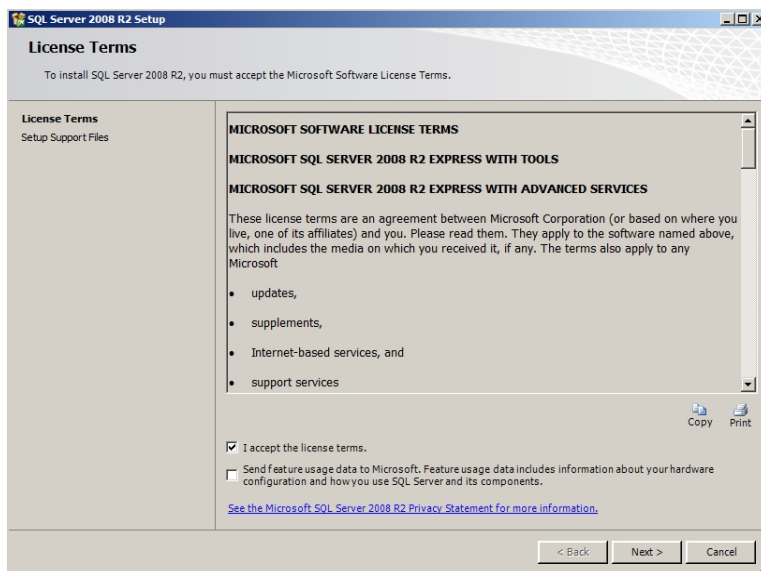 SQL Server 2008 R2 Setup
License Terms
To install SQL Server 2008 R2, you must accept the Microsoft Software License Terms.
License Terms
Setup Support Files
MICROSOFT SOFTWARE LICENSE TERMS
MICROSOFT SQL SERVER 2008 R2 EXPRESS WITH TOOLS
MICROSOFT SQL SERVER 2008 R2 EXPRESS WITH ADVANCED SERVICES
These license terms are an agreement between Microsoft Corporation (or based on where you
live, one of its affiliates) and you. Please read them. They apply to the software named above,
which includes the media on which you received it, if any. The terms also apply to any
Microsoft
• updates,
• supplements,
• Internet-based services, and
• support services
Copy Print
I accept the license terms.
Send feature usage data to Microsoft. Feature usage data includes information about your hardware
configuration and how you use SQL Server and its components.
See the Microsoft SQL Server 2008 R2 Privacy Statement for more information.
< Back Next > Cancel